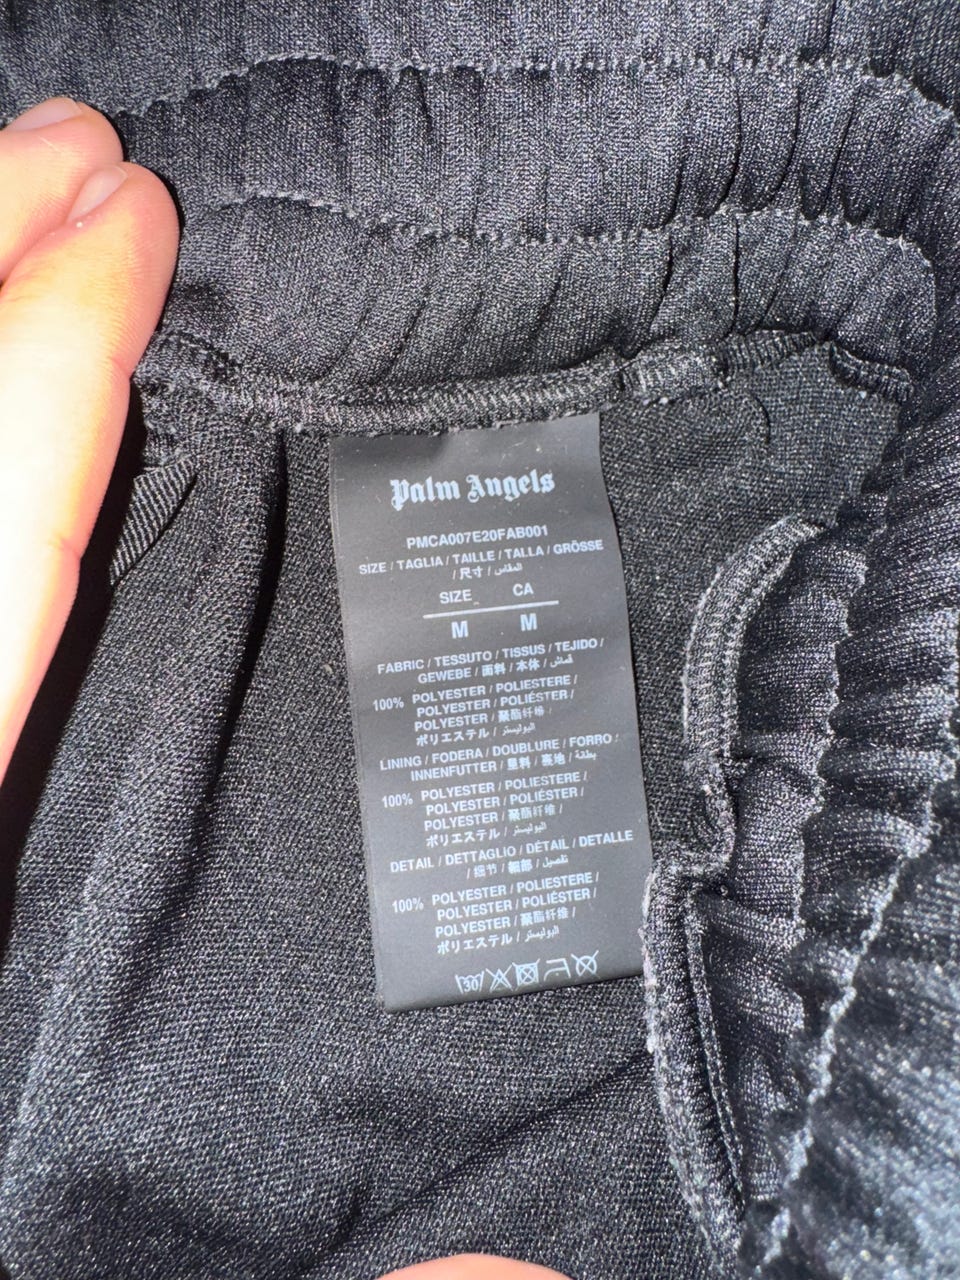 Palm Angels
PMCA007E20FAB001
SIZE / TAGLIA / TAILLE / TALLA / GRÖSSE
/ 尺寸 / المقاس
SIZE CA
M M
FABRIC / TESSUTO / TISSUS / TEJIDO /
GEWEBE / 面料 / 本体 / قماش
100% POLYESTER / POLIESTERE /
POLYESTER / POLIÉSTER /
POLYESTER / 聚酯纤维 /
ポリエステル / البوليستر
LINING / FODERA / DOUBLURE / FORRO /
INNENFUTTER / 里料 / 裏地 / بطانة
100% POLYESTER / POLIESTERE /
POLYESTER / POLIÉSTER /
POLYESTER / 聚酯纤维 /
ポリエステル / البوليستر
DETAIL / DETTAGLIO / DÉTAIL / DETALLE
/ 细节 / 細部 / تفصيل
100% POLYESTER / POLIESTERE /
POLYESTER / POLIÉSTER /
POLYESTER / 聚酯纤维 /
ポリエステル / البوليستر
30